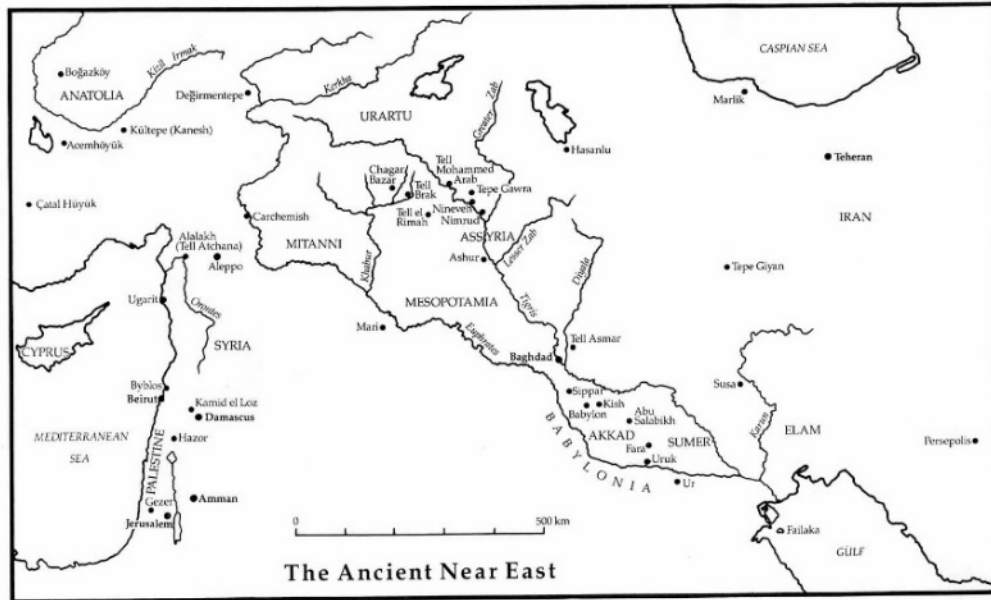 CASPIAN SEA
Boğazköy
Kizil Irmak
ANATOLIA
Değirmentepe
Kerkha
Marlik
URARTU
Greater Zab
Kültepe (Kanesh)
Acemhöyük
Hasanlu
Teheran
Chagar
Bazar
Tell
Mohammed
Arab
Tell
Brak
Tepe Gawra
Çatal Hüyük
Carchemish
Tell el
Rimah
Nineveh
Nimrud
IRAN
MITANNI
ASSYRIA
Alalakh
(Tell Atchana)
Aleppo
Khabur
Ashur
Lesser Zab
Diyala
Tepe Giyan
Ugarit
Orontes
MESOPOTAMIA
Tigris
Mari
Euphrates
CYPRUS
SYRIA
Tell Asmar
Baghdad
Byblos
Beirut
Kamid el Loz
Damascus
Sippar
Kish
Babylon
Abu
Salabikh
Susa
Karun
MEDITERRANEAN
SEA
Hazor
AKKAD
SUMER
ELAM
Fara
Uruk
Persepolis
BABYLONIA
PALESTINE
Gezer
Amman
Jerusalem
Ur
0
500 km
Failaka
GÜLF
The Ancient Near East